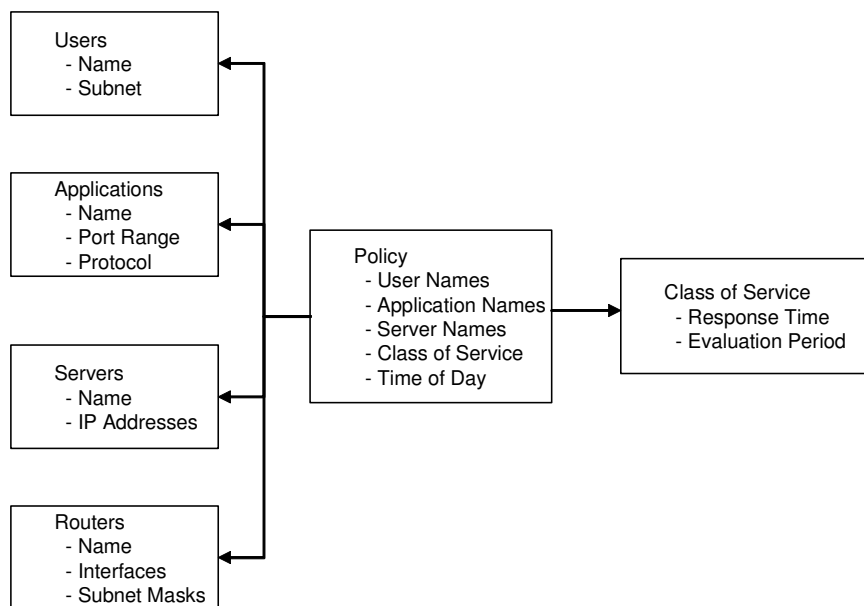 Users
- Name
- Subnet
Applications
- Name
- Port Range
- Protocol
Servers
- Name
- IP Addresses
Routers
- Name
- Interfaces
- Subnet Masks
Policy
- User Names
- Application Names
- Server Names
- Class of Service
- Time of Day
Class of Service
- Response Time
- Evaluation Period